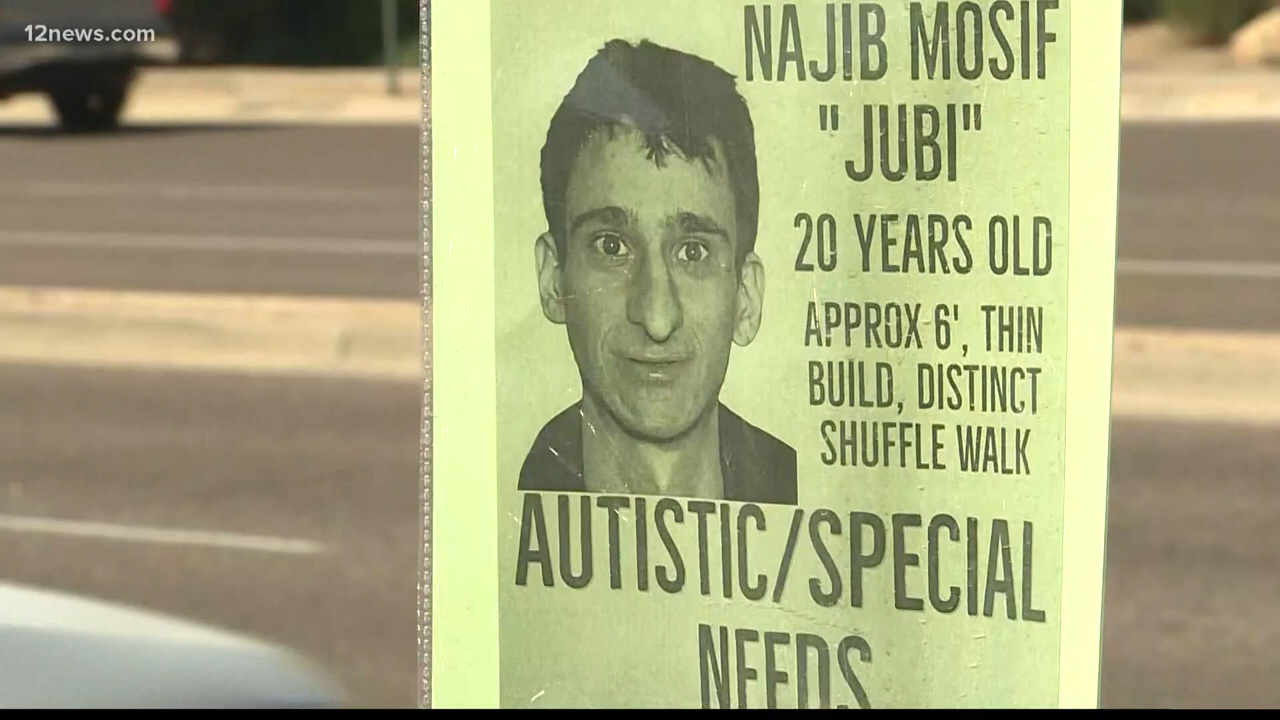 12news.com
NAJIB MOSIF
"JUBI"
20 YEARS OLD
APPROX 6', THIN
BUILD, DISTINCT
SHUFFLE WALK
AUTISTIC/SPECIAL
NEEDS